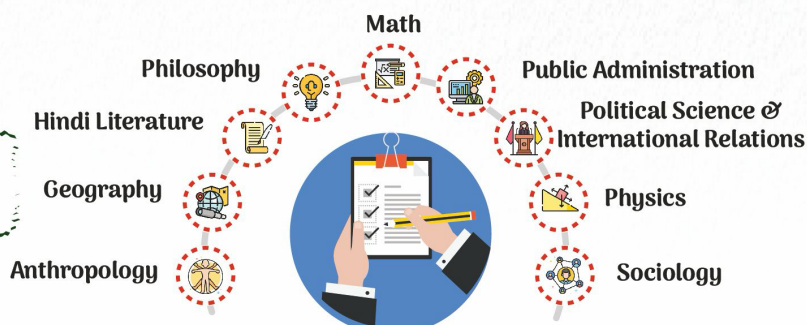 Math
Philosophy
Public Administration
Hindi Literature
Political Science &
International Relations
Geography
Physics
Anthropology
Sociology